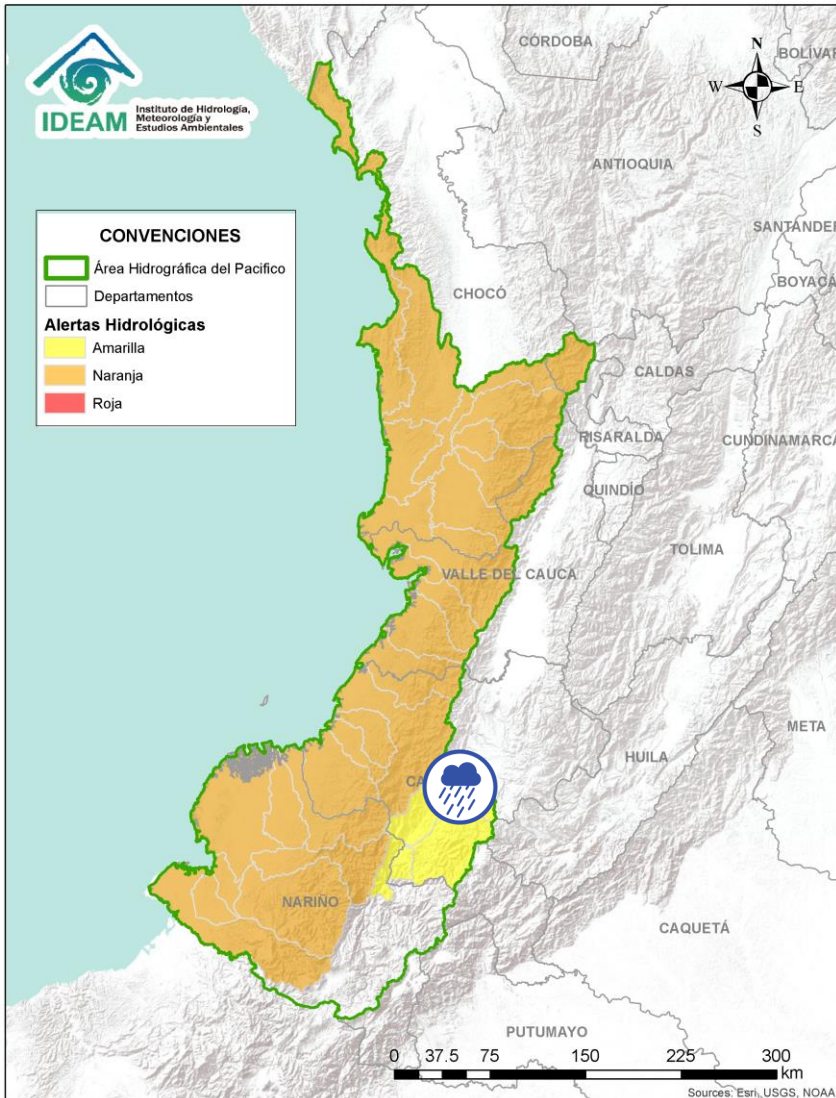 IDEAM
Instituto de Hidrología,
Meteorología y
Estudios Ambientales
CÓRDOBA
BOLÍVAR
N
W
E
S
ANTIOQUIA
SANTANDER
BOYACÁ
CONVENCIONES
Área Hidrográfica del Pacifico
Departamentos
Alertas Hidrológicas
Amarilla
Naranja
Roja
CHOCÓ
CALDAS
RISARALDA
CUNDINAMARCA
QUINDÍO
TOLIMA
VALLE DEL CAUCA
META
HUILA
CA
NARIÑO
CAQUETÁ
PUTUMAYO
0 37.5 75 150 225 300
km
Sources: Esri, USGS, NOAA